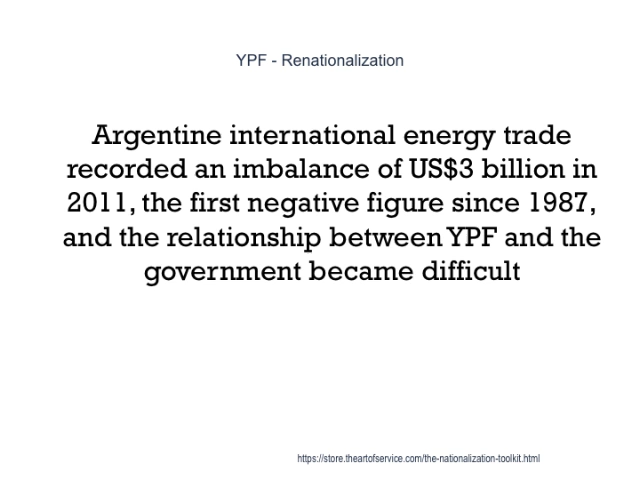 YPF - Renationalization
Argentine international energy trade
recorded an imbalance of US$3 billion in
2011, the first negative figure since 1987,
and the relationship between YPF and the
government became difficult
https://store.theartofservice.com/the-nationalization-toolkit.html